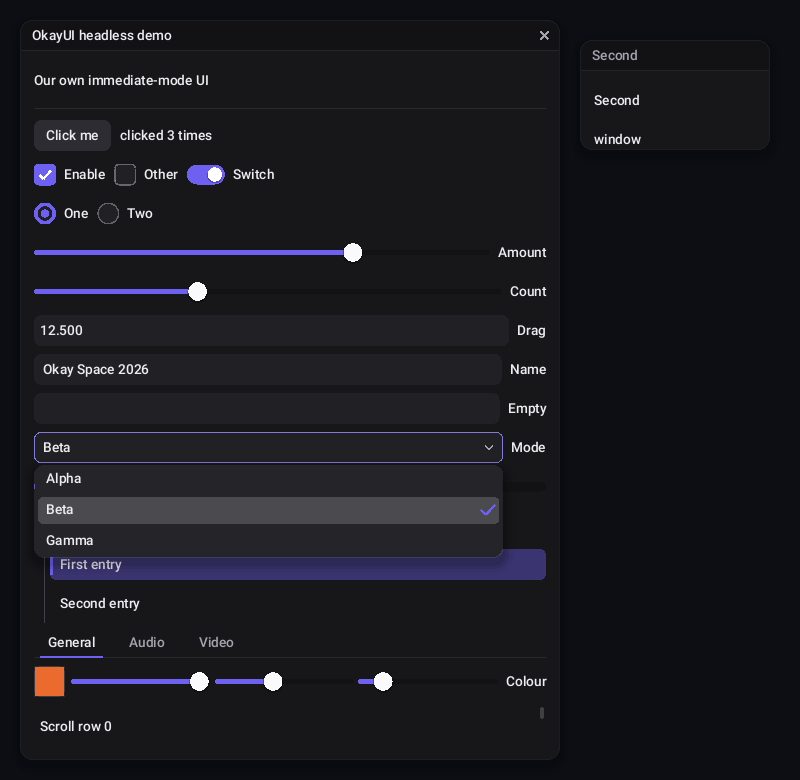 OkayUI headless demo
Our own immediate-mode UI
Click me clicked 3 times
Enable Other Switch
One Two
Amount
Count
12.500 Drag
Okay Space 2026 Name
Empty
Beta Mode
Alpha
Beta
Gamma
First entry
Second entry
General Audio Video
Colour
Scroll row 0
Second
Second
window